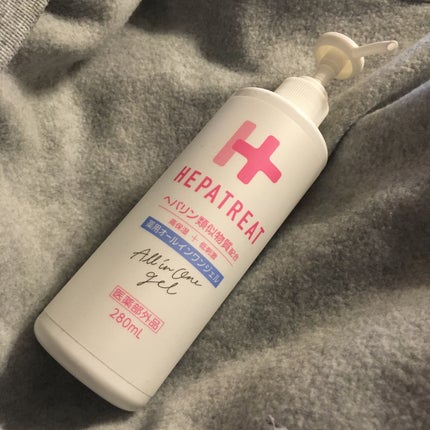 HEPATREAT
ヘパリン類似物質配合
高保湿 + 低刺激
薬用オールインワンジェル
All in One
gel
医薬部外品
280mL